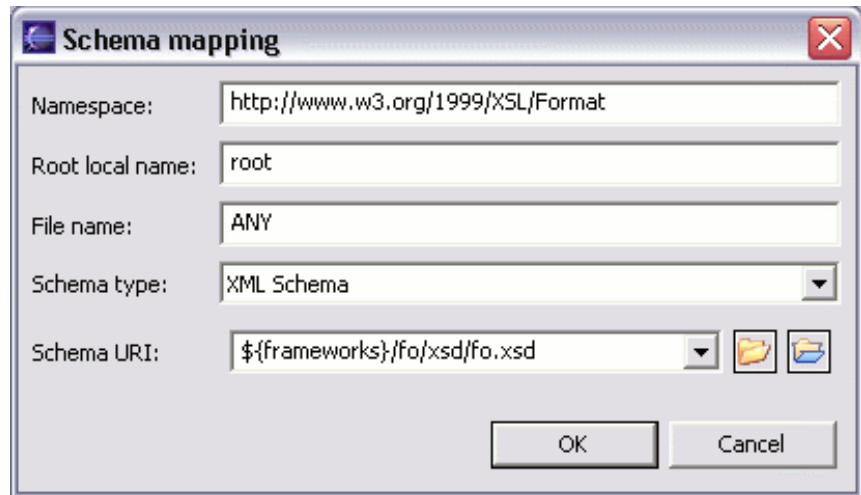 Schema mapping
Namespace: http://www.w3.org/1999/XSL/Format
Root local name: root
File name: ANY
Schema type: XML Schema
Schema URI: ${frameworks}/fo/xsd/fo.xsd
OK Cancel